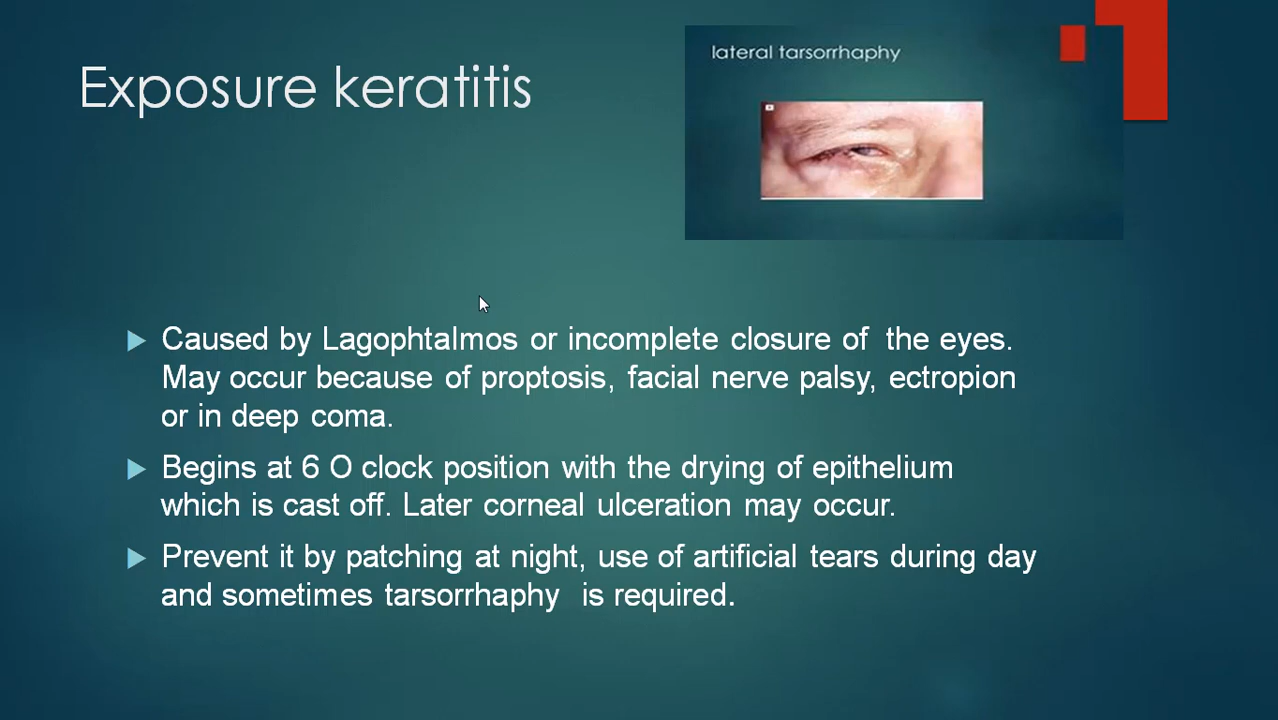 Exposure keratitis
lateral tarsorrhaphy
Caused by Lagophtalmos or incomplete closure of the eyes.
May occur because of proptosis, facial nerve palsy, ectropion
or in deep coma.
Begins at 6 O clock position with the drying of epithelium
which is cast off. Later corneal ulceration may occur.
Prevent it by patching at night, use of artificial tears during day
and sometimes tarsorrhaphy is required.